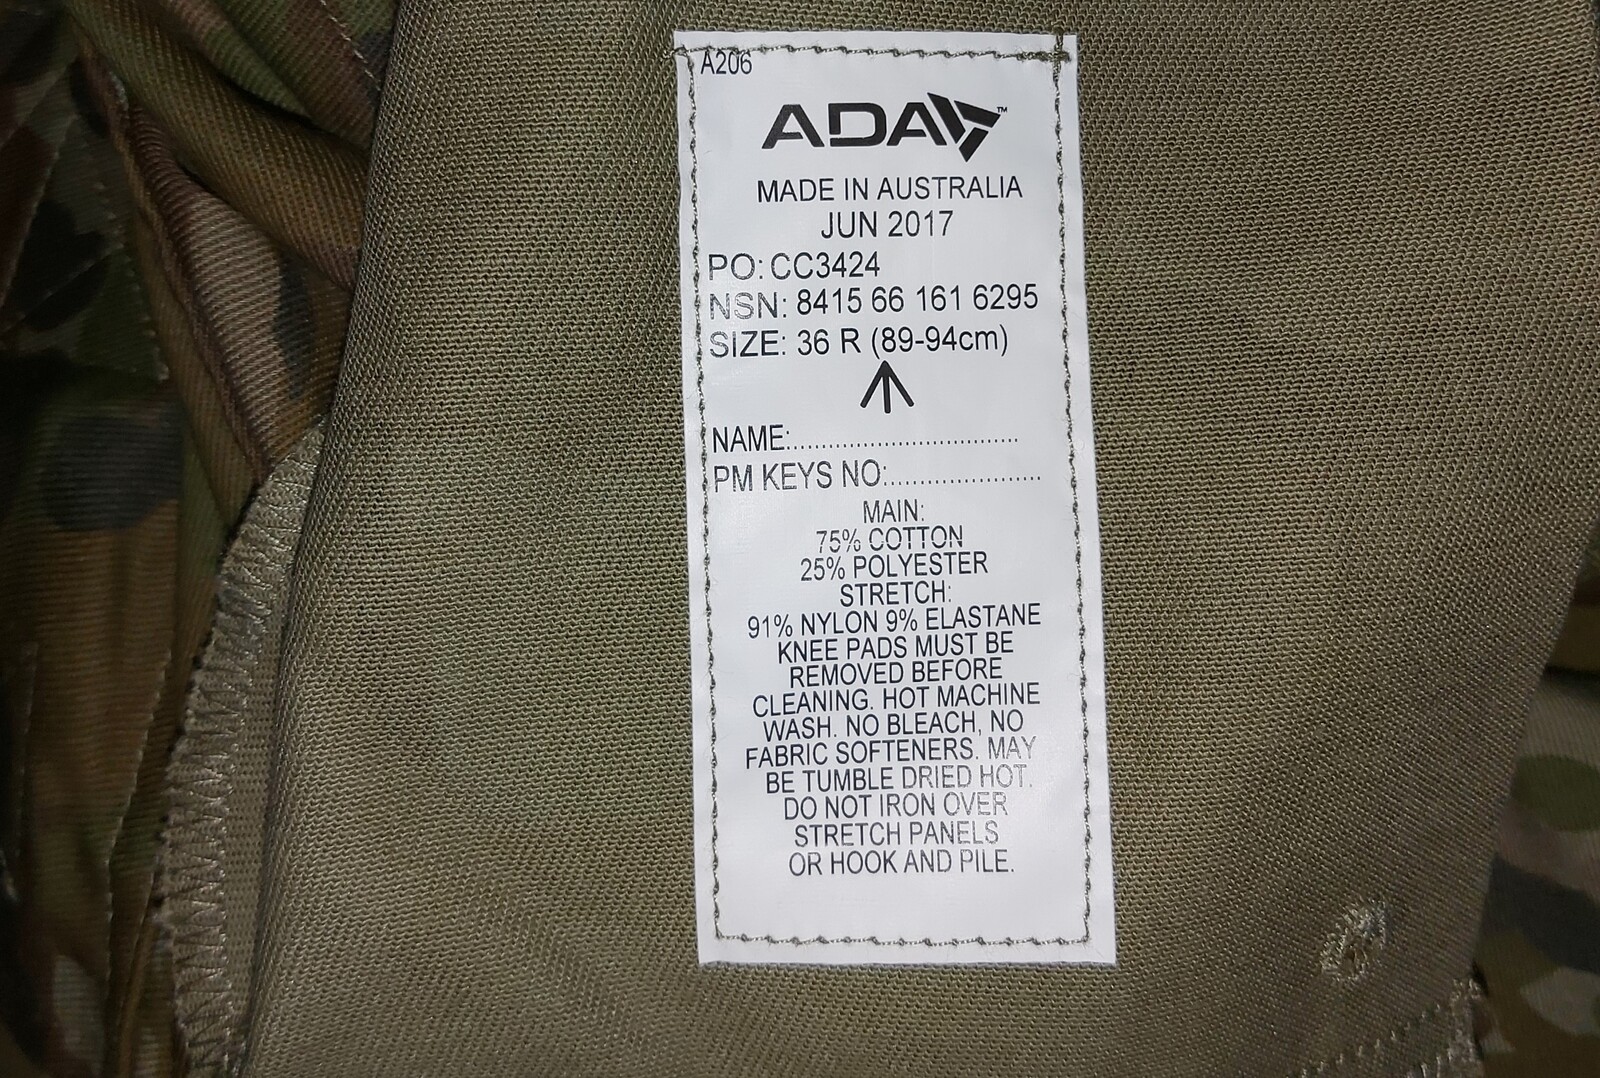 A206
ADA™
MADE IN AUSTRALIA
JUN 2017
PO: CC3424
NSN: 8415 66 161 6295
SIZE: 36 R (89-94cm)
NAME:.................................
PM KEYS NO:......................
MAIN:
75% COTTON
25% POLYESTER
STRETCH:
91% NYLON 9% ELASTANE
KNEE PADS MUST BE
REMOVED BEFORE
CLEANING. HOT MACHINE
WASH. NO BLEACH, NO
FABRIC SOFTENERS. MAY
BE TUMBLE DRIED HOT.
DO NOT IRON OVER
STRETCH PANELS
OR HOOK AND PILE.